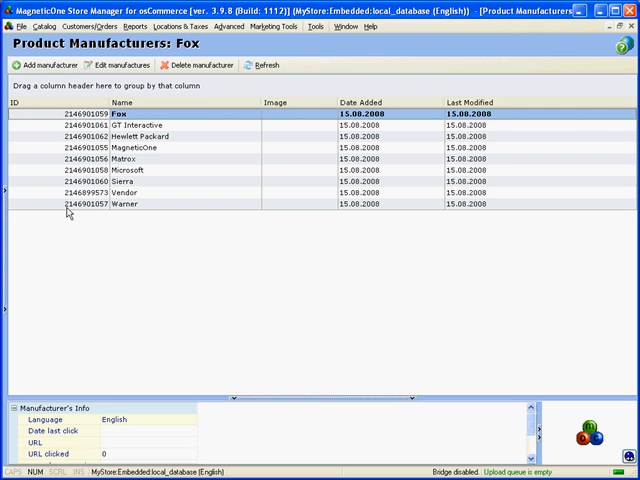 MagneticOne Store Manager for osCommerce [ver. 3.9.8 (Build: 1112)] (MyStore:Embedded:local_database (English)) - [Product Manufacturers:
File Catalog Customers/Orders Reports Locations & Taxes Advanced Marketing Tools Tools Window Help
Product Manufacturers: Fox
Add manufacturer Edit manufactures Delete manufacturer Refresh
Drag a column header here to group by that column
ID Name Image Date Added Last Modified
2146901059 Fox 15.08.2008 15.08.2008
2146901061 GT Interactive 15.08.2008 15.08.2008
2146901062 Hewlett Packard 15.08.2008 15.08.2008
2146901055 MagneticOne 15.08.2008 15.08.2008
2146901056 Matrox 15.08.2008 15.08.2008
2146901058 Microsoft 15.08.2008 15.08.2008
2146901060 Sierra 15.08.2008 15.08.2008
2146899573 Vendor 15.08.2008 15.08.2008
2146901057 Warner 15.08.2008 15.08.2008
Manufacturer's Info
Language English
Date last click
URL
URL clicked 0
CAPS NUM SCRL INS MyStore:Embedded:local_database (English) Bridge disabled. Upload queue is empty